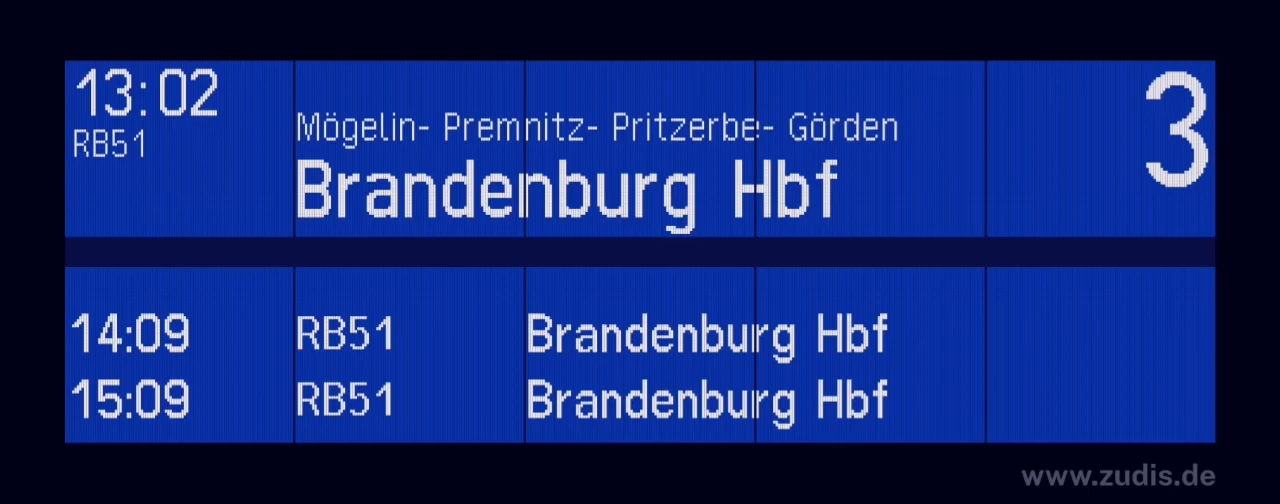 13:02
3
RB51
Mögelin- Premnitz- Pritzerbe- Görden
Brandenburg Hbf
14:09 RB51 Brandenburg Hbf
15:09 RB51 Brandenburg Hbf
www.zudis.de